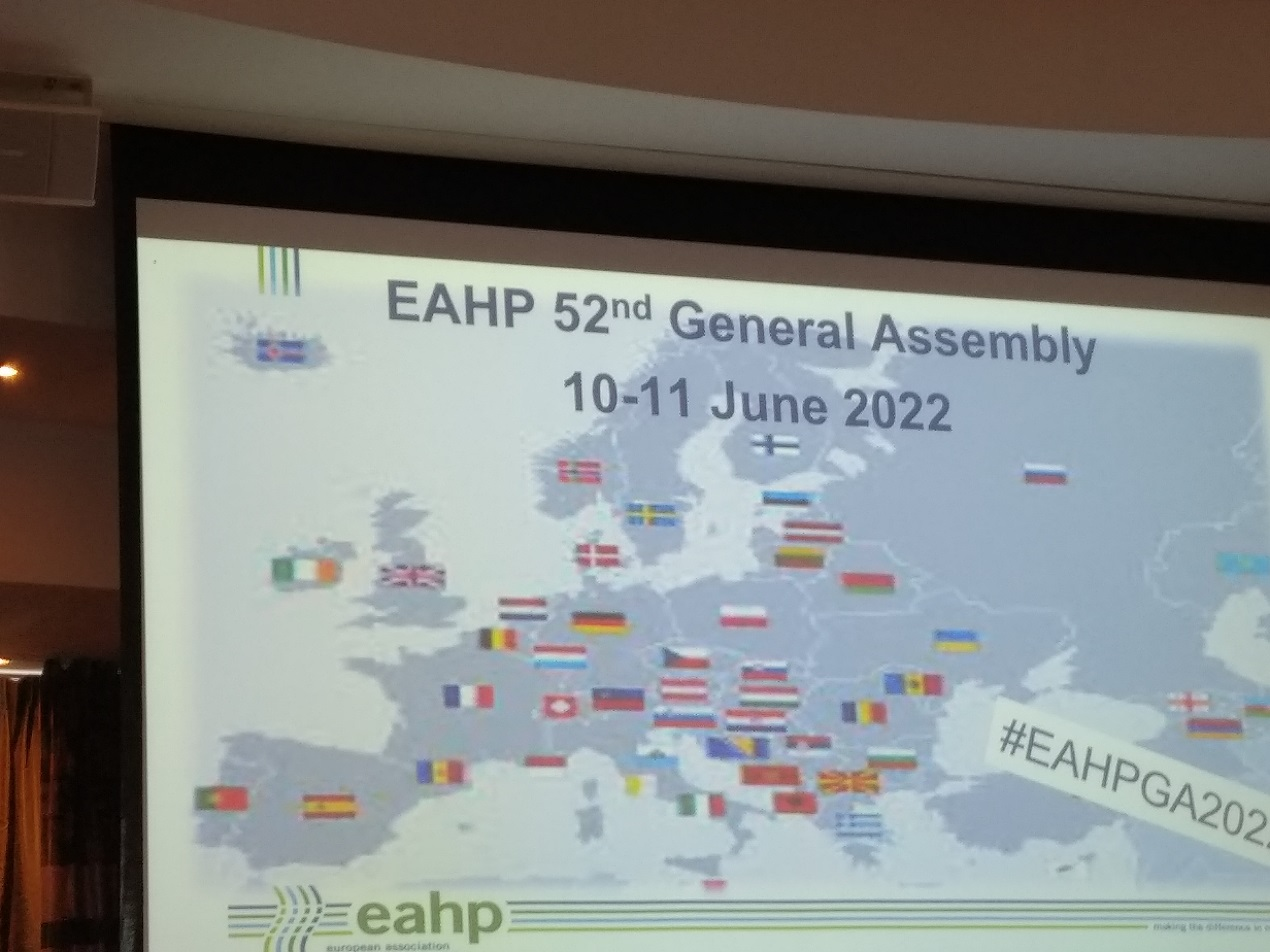 EAHP 52nd General Assembly
10-11 June 2022
#EAHPGA202
eahp
european association
making the difference in